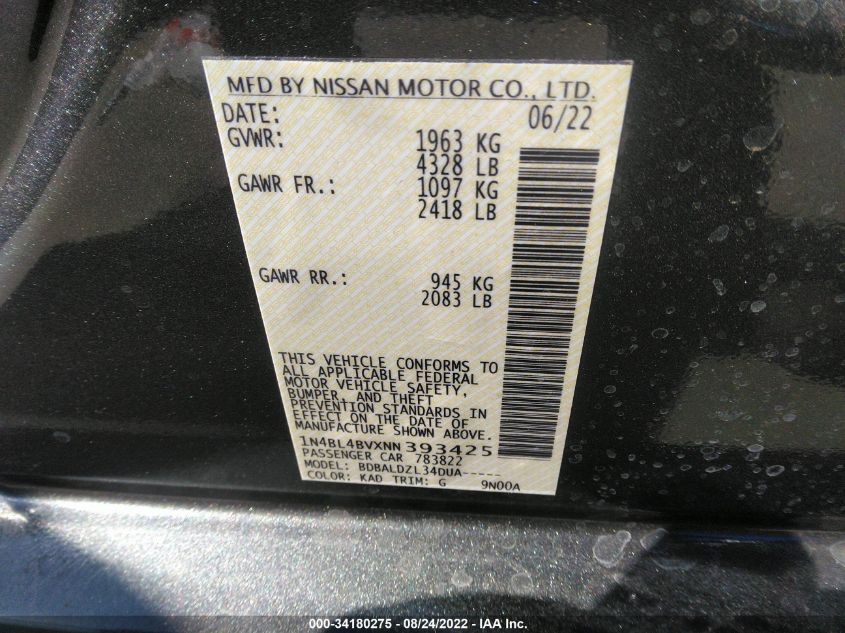 MFD BY NISSAN MOTOR CO., LTD.
DATE: 06/22
GVWR: 1963 KG
4328 LB
GAWR FR.: 1097 KG
2418 LB
GAWR RR.: 945 KG
2083 LB
THIS VEHICLE CONFORMS TO
ALL APPLICABLE FEDERAL
MOTOR VEHICLE SAFETY,
BUMPER, AND THEFT
PREVENTION STANDARDS IN
EFFECT ON THE DATE OF
MANUFACTURE SHOWN ABOVE.
1N4BL4BVXNN393425
PASSENGER CAR 783822
MODEL: BDBALDZL34DUA-----
COLOR: KAD TRIM: G 9N00A
000-34180275 - 08/24/2022 - IAA Inc.